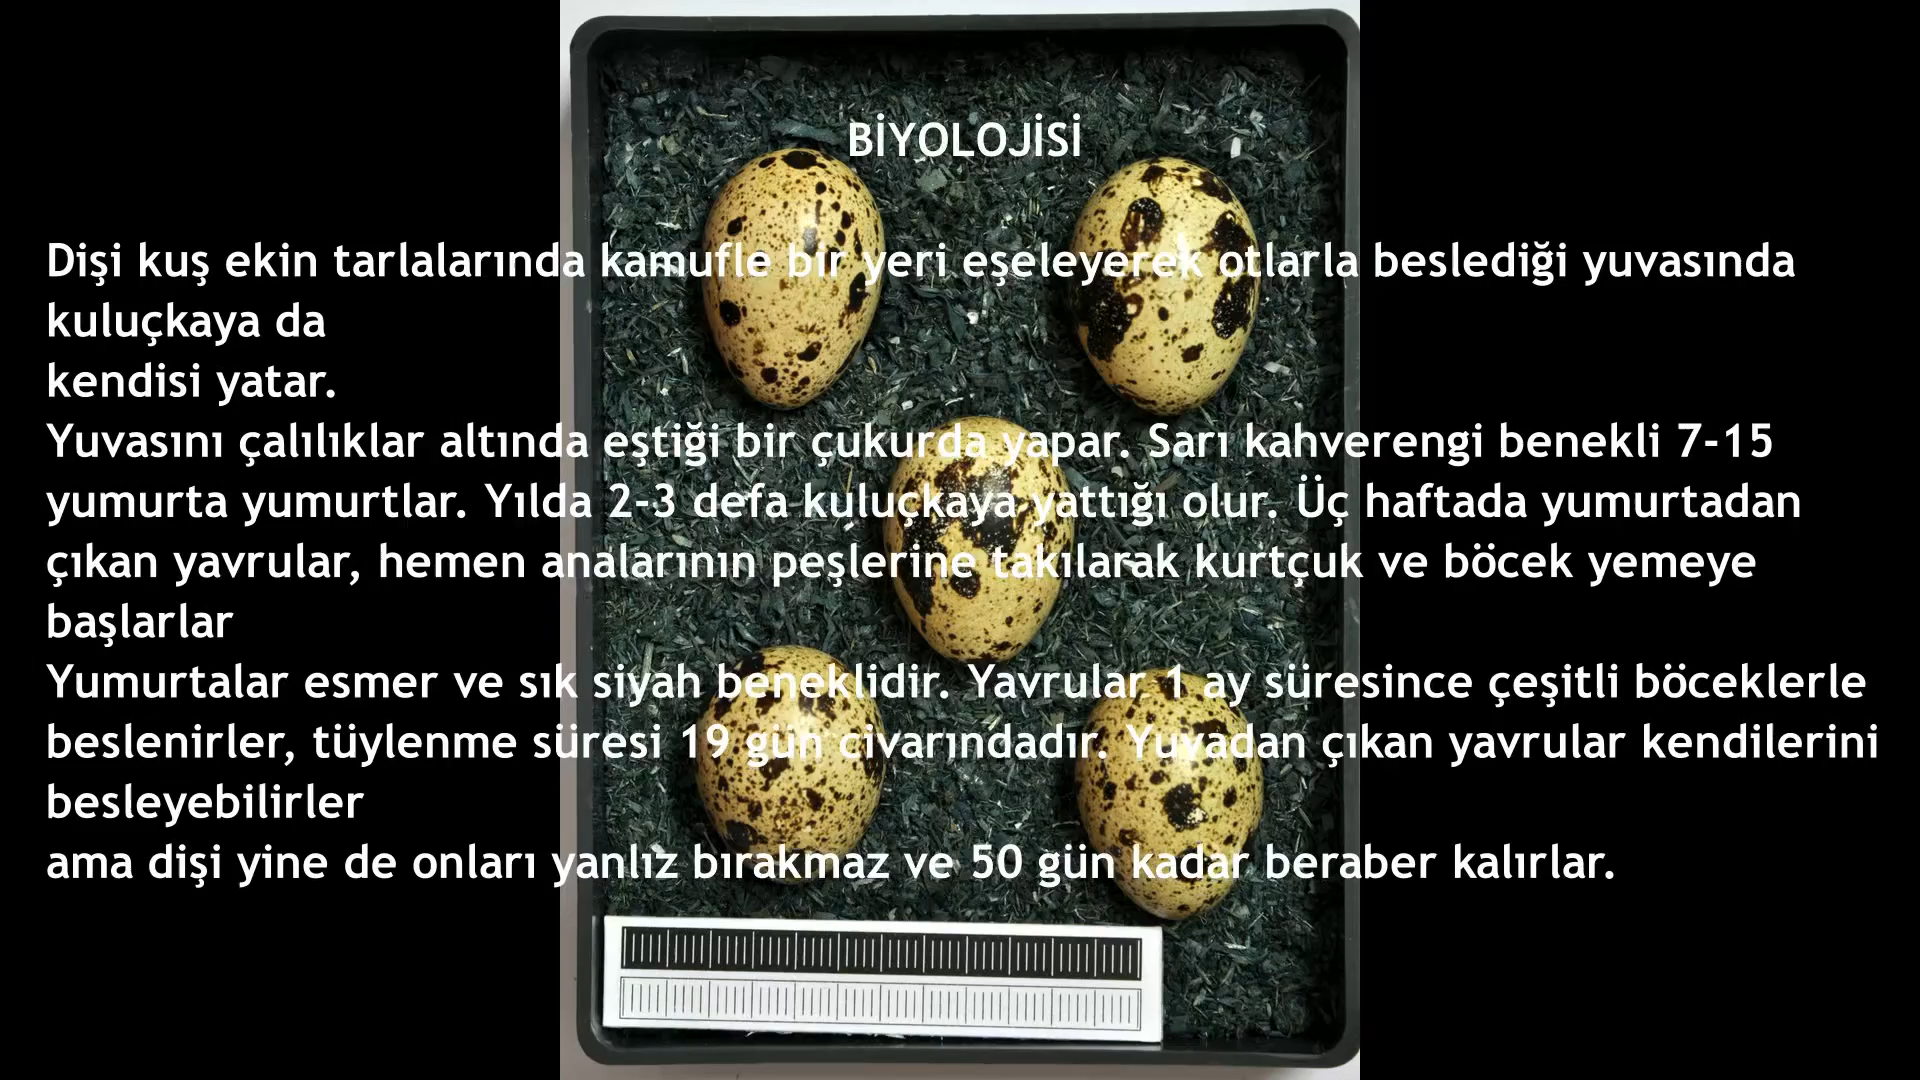 BİYOLOJİSİ
Dişi kuş ekin tarlalarında kamufle bir yeri eşeleyerek otlarla beslediği yuvasında
kuluçkaya da
kendisi yatar.
Yuvasını çalılıklar altında eştiği bir çukurda yapar. Sarı kahverengi benekli 7-15
yumurta yumurtlar. Yılda 2-3 defa kuluçkaya yattığı olur. Üç haftada yumurtadan
çıkan yavrular, hemen analarının peşlerine takılarak kurtçuk ve böcek yemeye
başlarlar
Yumurtalar esmer ve sık siyah beneklidir. Yavrular 1 ay süresince çeşitli böceklerle
beslenirler, tüylenme süresi 19 gün civarındadır. Yuvadan çıkan yavrular kendilerini
besleyebilirler
ama dişi yine de onları yanlız bırakmaz ve 50 gün kadar beraber kalırlar.